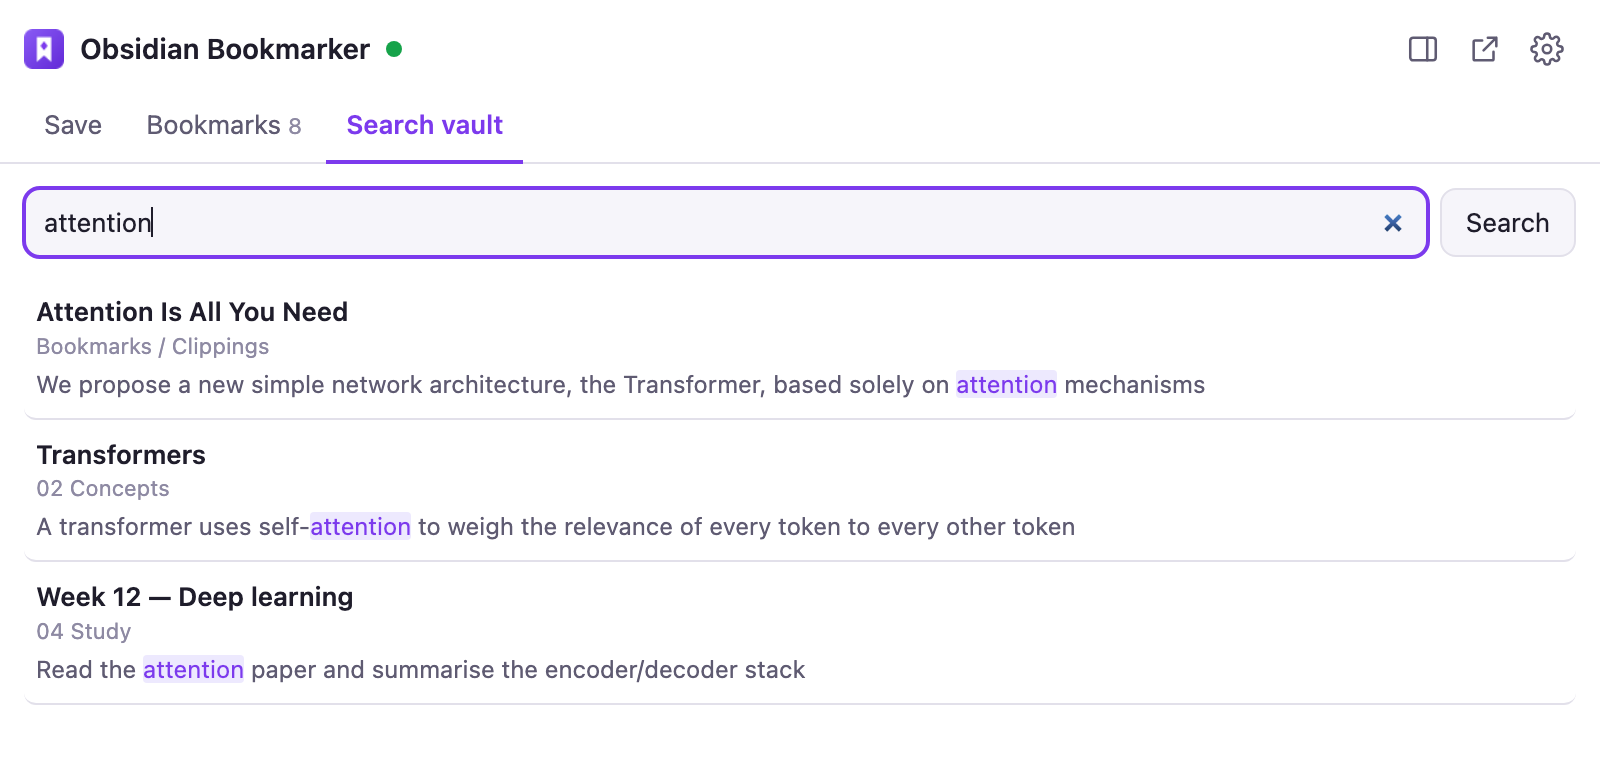 Obsidian Bookmarker
Save Bookmarks 8 Search vault
attention Search
Attention Is All You Need
Bookmarks / Clippings
We propose a new simple network architecture, the Transformer, based solely on attention mechanisms
Transformers
02 Concepts
A transformer uses self-attention to weigh the relevance of every token to every other token
Week 12 — Deep learning
04 Study
Read the attention paper and summarise the encoder/decoder stack